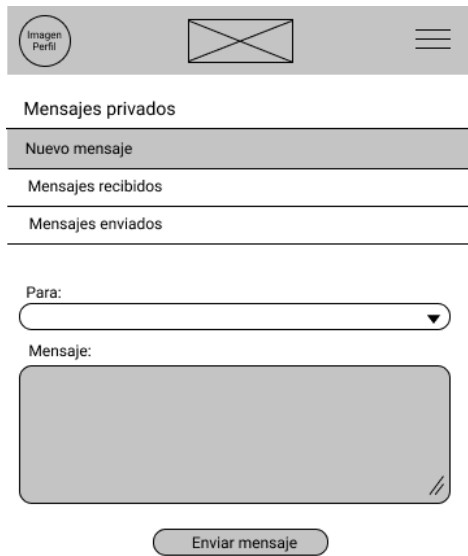 Imagen
Perfil
Mensajes privados
Nuevo mensaje
Mensajes recibidos
Mensajes enviados
Para:
Mensaje:
Enviar mensaje